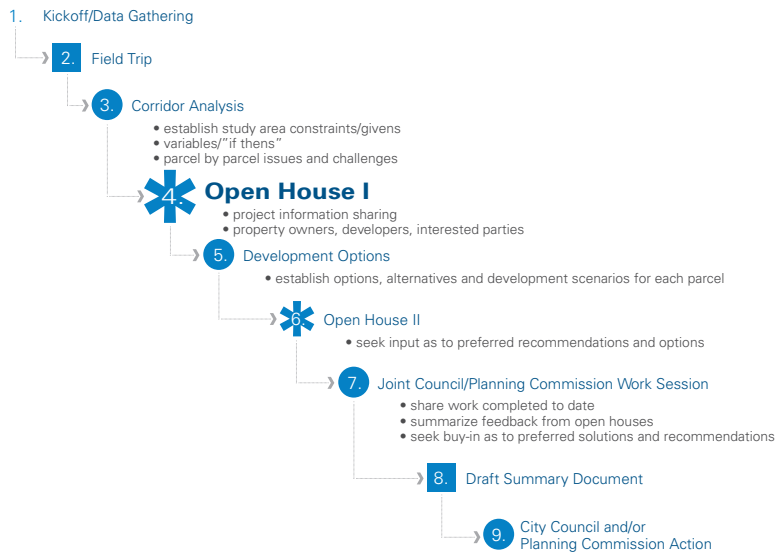 1. Kickoff/Data Gathering
2. Field Trip
3. Corridor Analysis
• establish study area constraints/givens
• variables/”if thens”
• parcel by parcel issues and challenges
4. Open House I
• project information sharing
• property owners, developers, interested parties
5. Development Options
• establish options, alternatives and development scenarios for each parcel
6. Open House II
• seek input as to preferred recommendations and options
7. Joint Council/Planning Commission Work Session
• share work completed to date
• summarize feedback from open houses
• seek buy-in as to preferred solutions and recommendations
8. Draft Summary Document
9. City Council and/or
Planning Commission Action